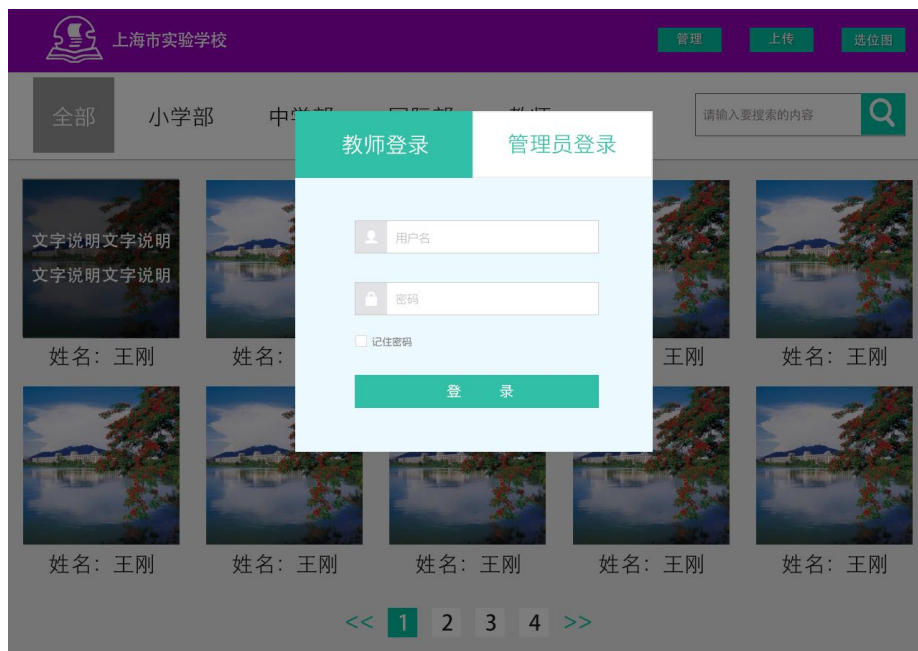 上海市实验学校
管理 上传 选位图
全部 小学部
请输入要搜索的内容
教师登录 管理员登录
文字说明文字说明
文字说明文字说明
用户名
密码
记住密码
登 录
姓名：王刚 姓名： 王刚 姓名：王刚
姓名：王刚 姓名：王刚 姓名：王刚 姓名：王刚 姓名：王刚
<< 1 2 3 4 >>